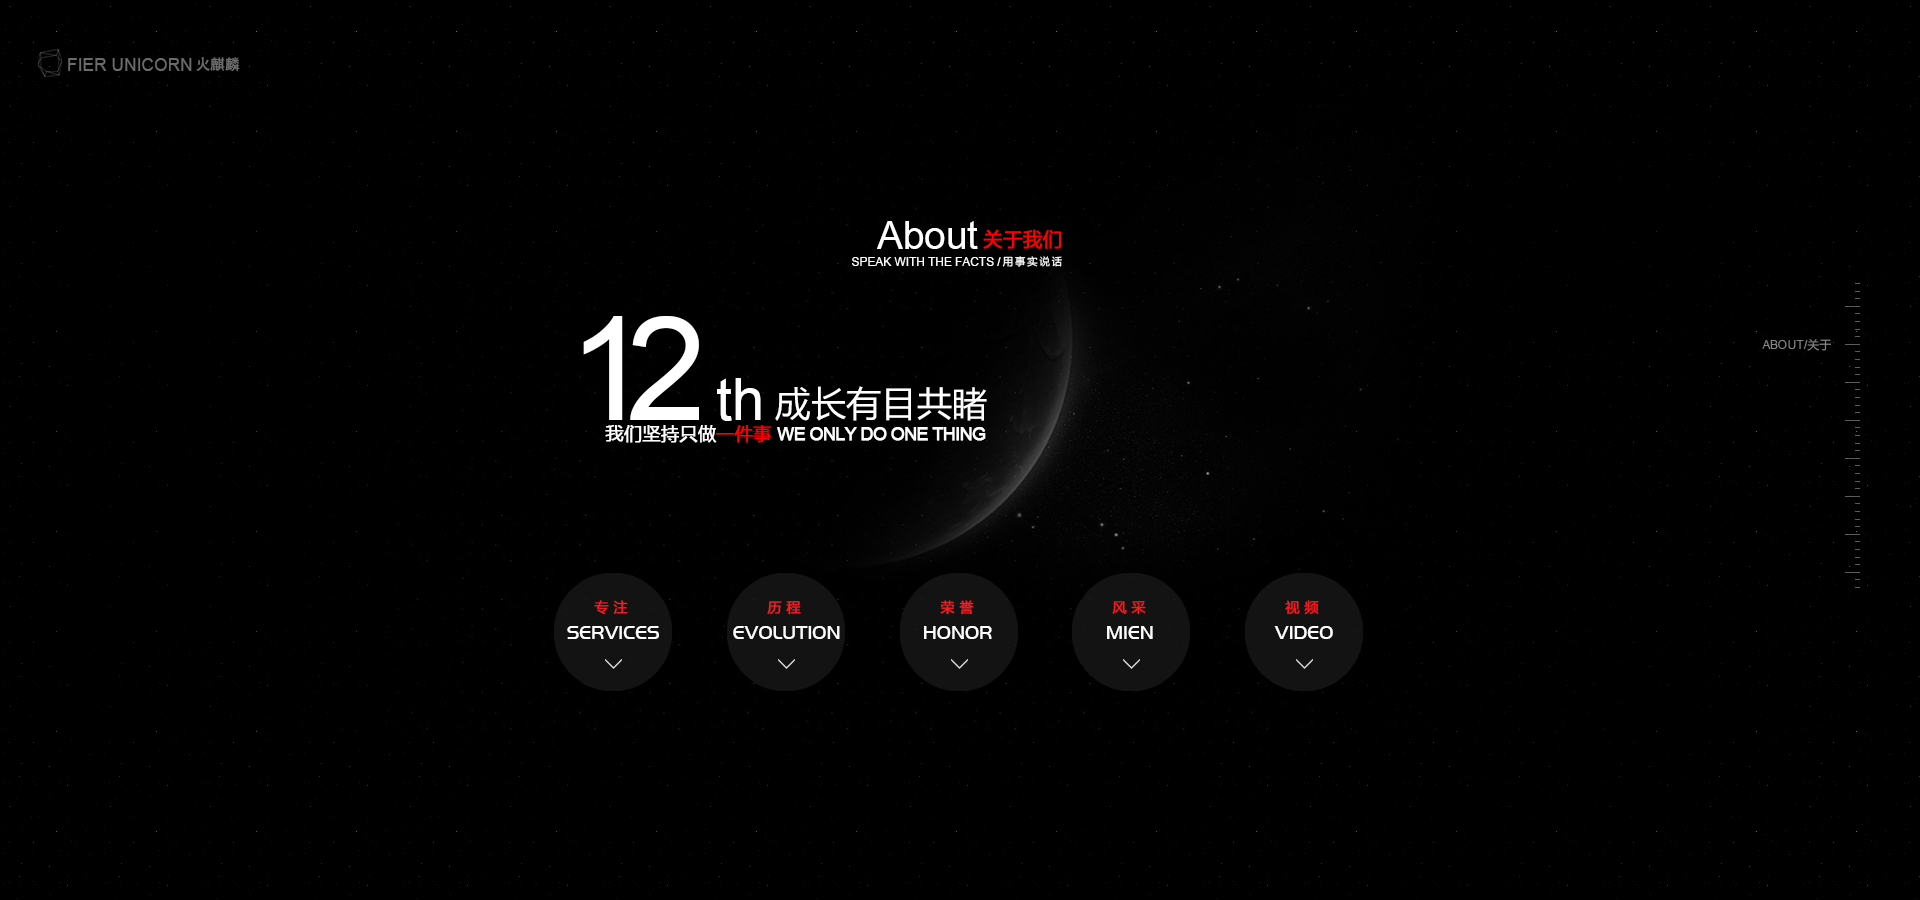 FIER UNICORN 火麒麟
About 关于我们
SPEAK WITH THE FACTS / 用事实说话
ABOUT/关于
12 th 成长有目共睹
我们坚持只做一件事 WE ONLY DO ONE THING
专注
SERVICES
历程
EVOLUTION
荣誉
HONOR
风采
MIEN
视频
VIDEO